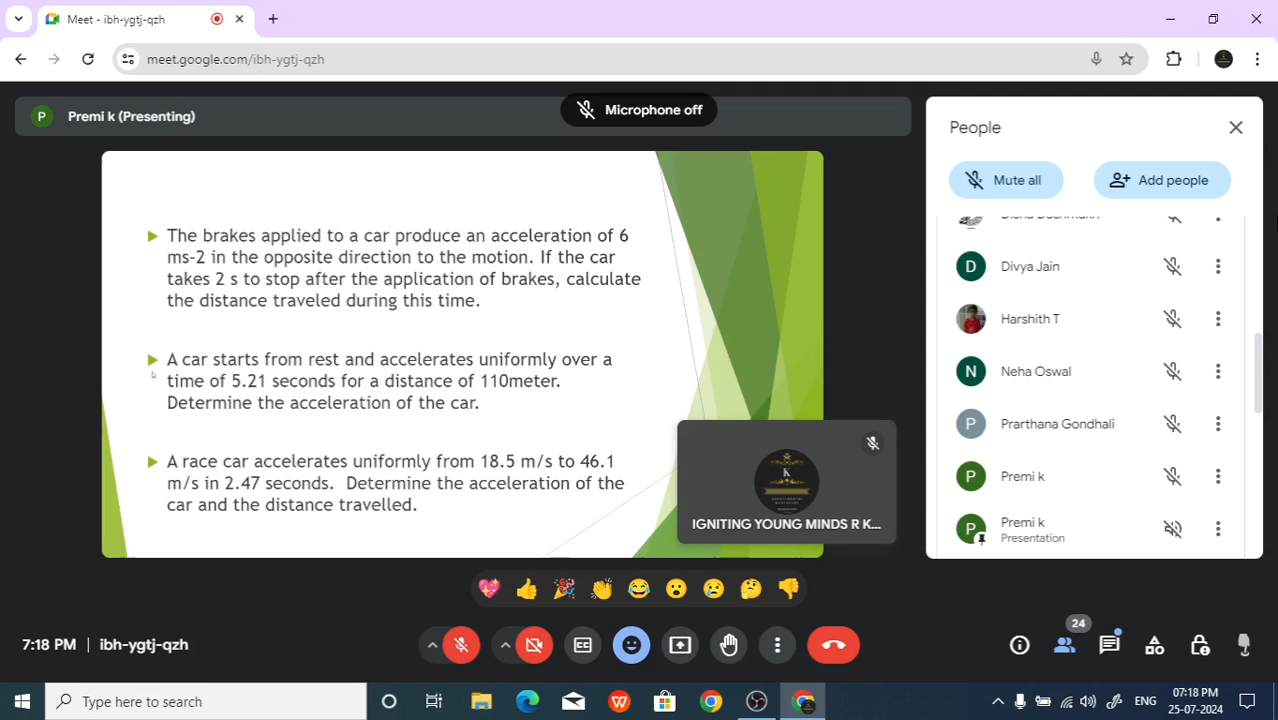 Meet - ibh-ygtj-qzh
meet.google.com/ibh-ygtj-qzh
P
Premi k (Presenting)
Microphone off
The brakes applied to a car produce an acceleration of 6
ms-2 in the opposite direction to the motion. If the car
takes 2 s to stop after the application of brakes, calculate
the distance traveled during this time.
A car starts from rest and accelerates uniformly over a
time of 5.21 seconds for a distance of 110meter.
Determine the acceleration of the car.
A race car accelerates uniformly from 18.5 m/s to 46.1
m/s in 2.47 seconds. Determine the acceleration of the
car and the distance travelled.
K
IGNITING YOUNG MINDS R K...
People
Mute all
Add people
D
Divya Jain
Harshith T
N
Neha Oswal
P
Prarthana Gondhali
P
Premi k
P
Premi k
Presentation
7:18 PM | ibh-ygtj-qzh
24
Type here to search
ENG
07:18 PM
25-07-2024